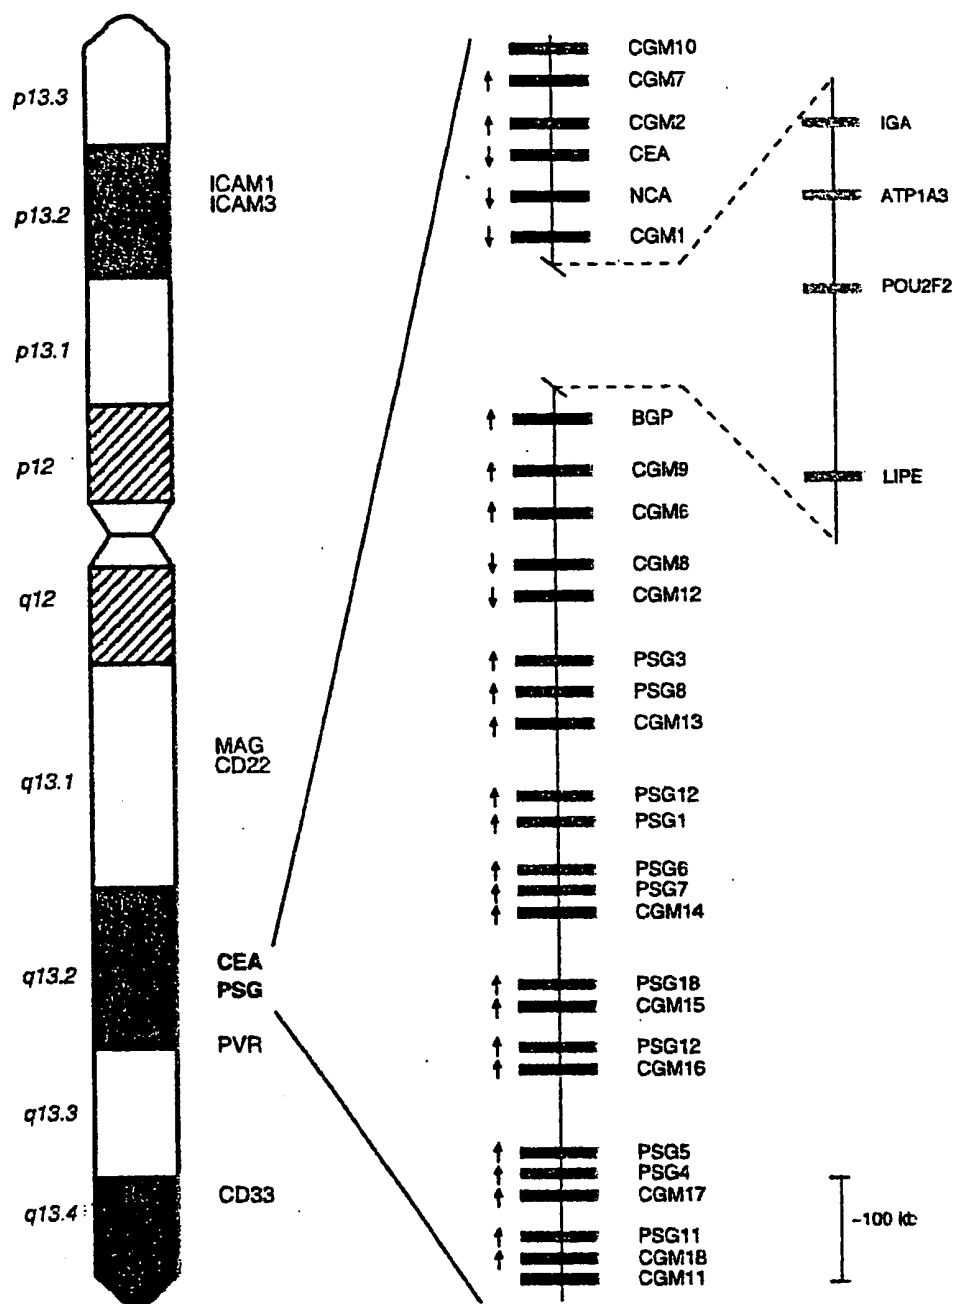 p13.3
p13.2
p13.1
p12
q12
q13.1
q13.2
q13.3
q13.4
ICAM1
ICAM3
MAG
CD22
CEA
PSG
PVR
CD33
CGM10
CGM7
CGM2
CEA
NCA
CGM1
BGP
CGM9
CGM6
CGM8
CGM12
PSG3
PSG8
CGM13
PSG12
PSG1
PSG6
PSG7
CGM14
PSG18
CGM15
PSG12
CGM16
PSG5
PSG4
CGM17
PSG11
CGM18
CGM11
IGA
ATP1A3
POU2F2
LIPE
~100 kb